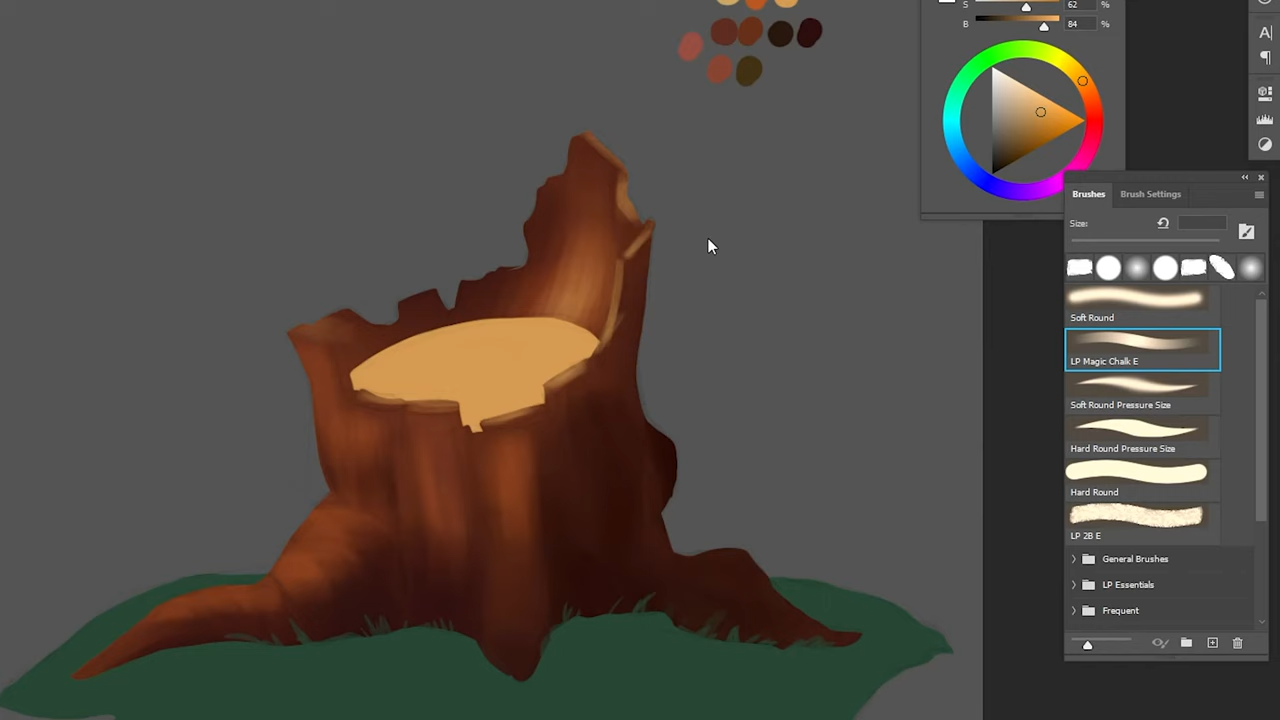 S 62 %
B 84 %
A|
¶
Brushes Brush Settings
Size:
Soft Round
LP Magic Chalk E
Soft Round Pressure Size
Hard Round Pressure Size
Hard Round
LP 2B E
General Brushes
LP Essentials
Frequent